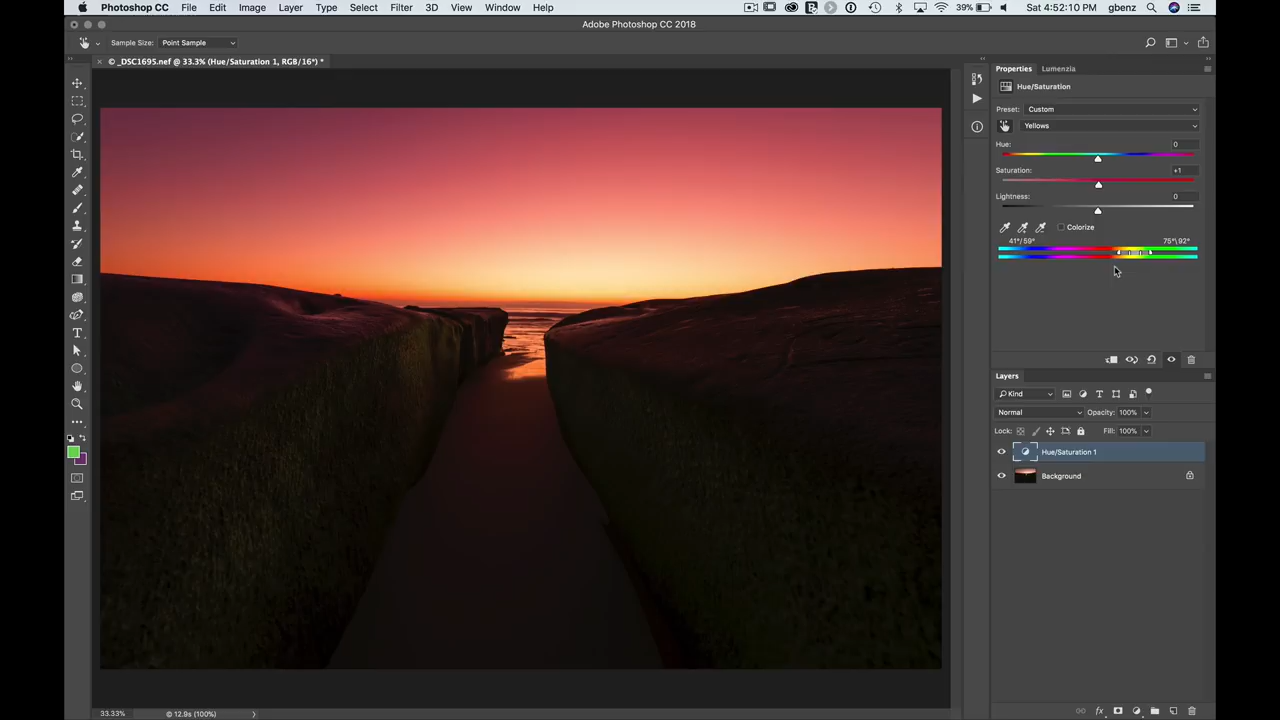 Photoshop CC File Edit Image Layer Type Select Filter 3D View Window Help 39% Sat 4:52:10 PM gbenz
Adobe Photoshop CC 2018
Sample Size: Point Sample
© _DSC1695.nef @ 33.3% (Hue/Saturation 1, RGB/16*) *
Properties Lumenzia
Hue/Saturation
Preset: Custom
Yellows
Hue: 0
Saturation: +1
Lightness: 0
Colorize
41°/59° 75°\92°
Layers
Kind
Normal Opacity: 100%
Lock: Fill: 100%
Hue/Saturation 1
Background
33.33% 12.9s (100%)